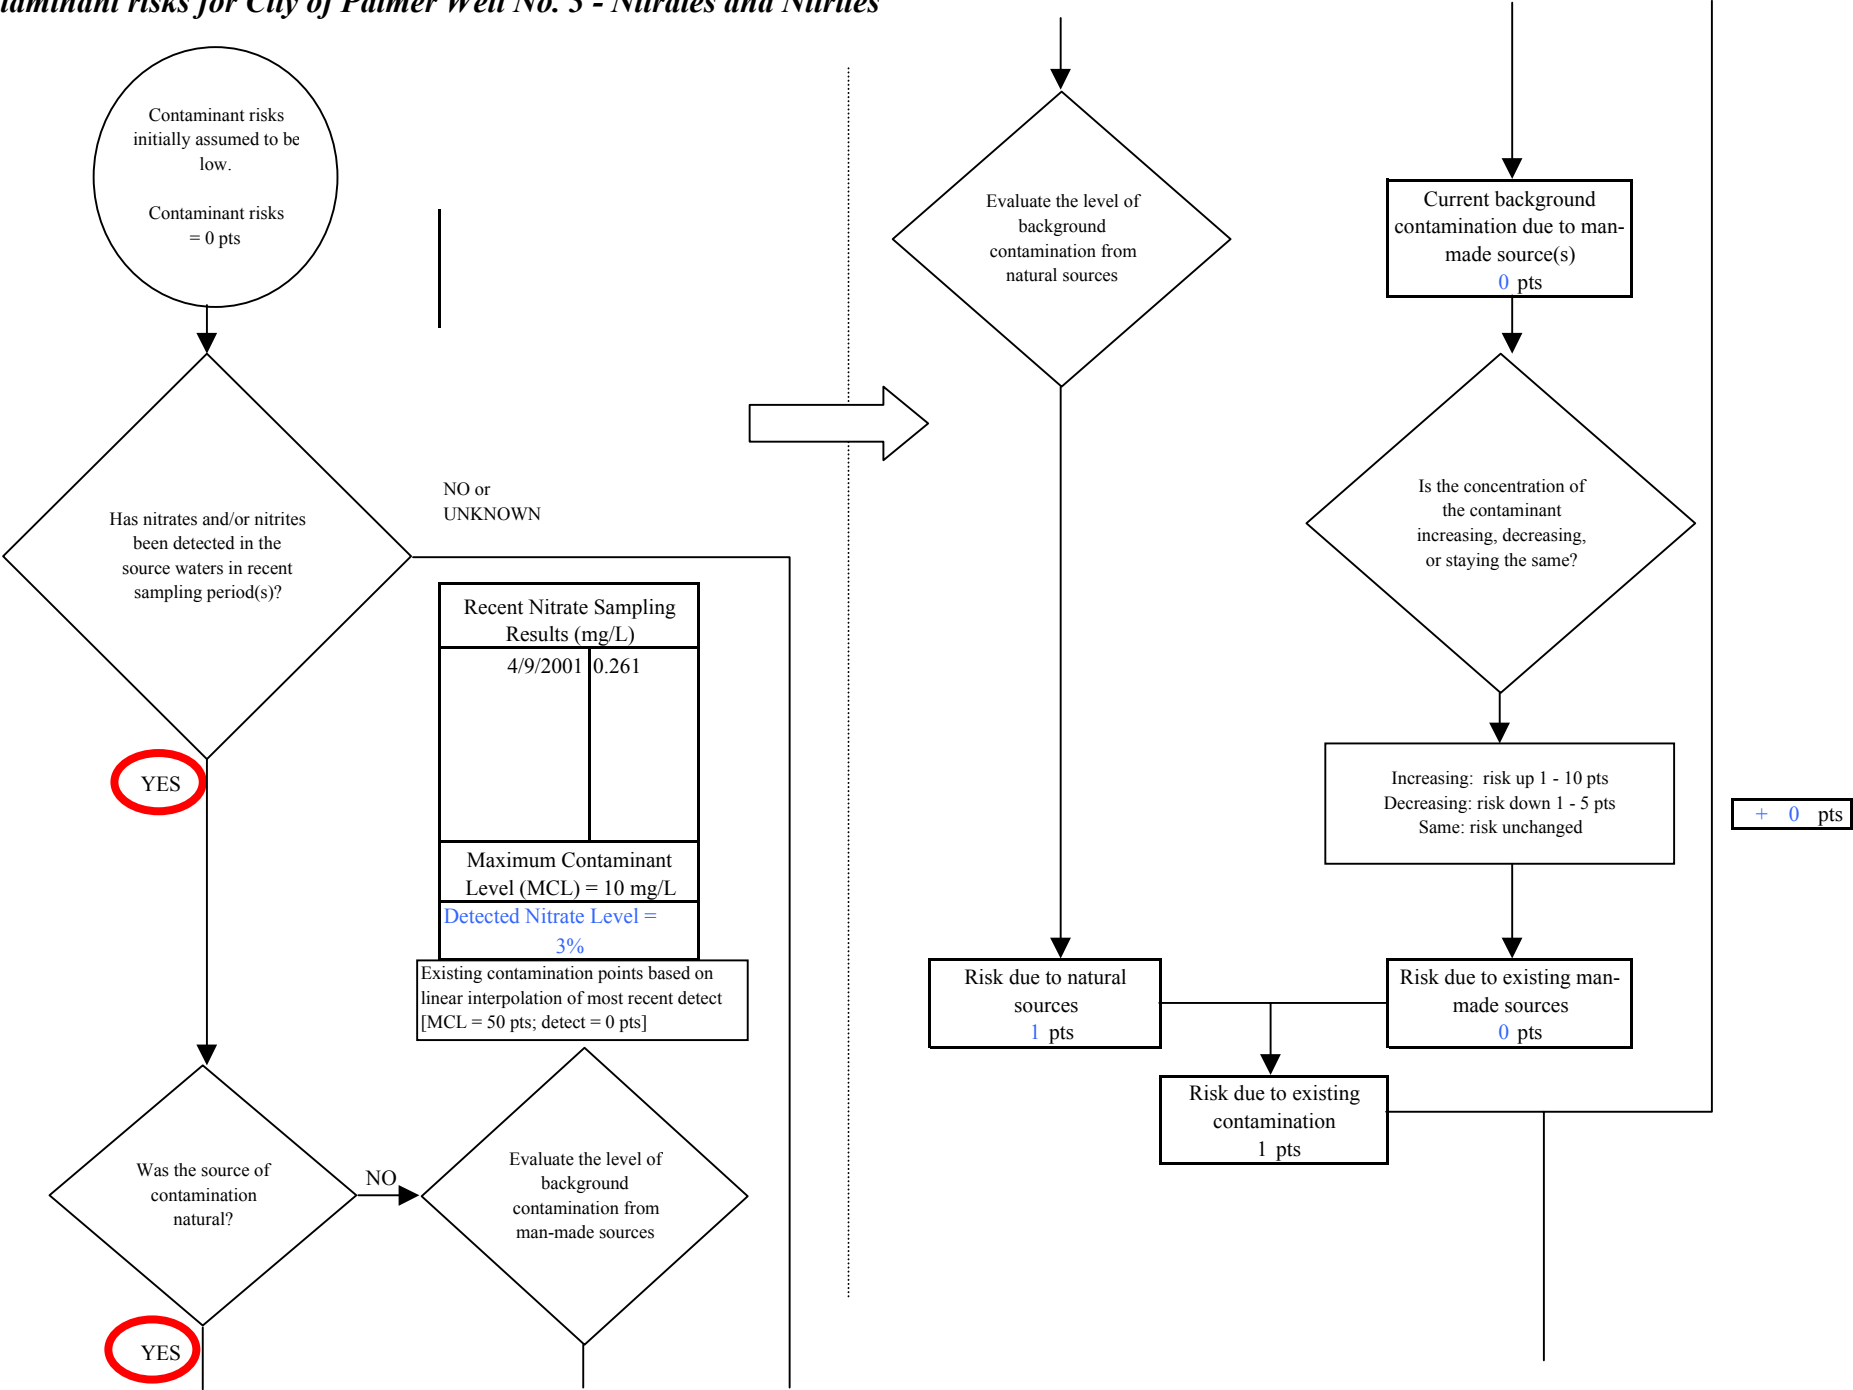 taminant risks for City of Palmer Well No. 5 - Nitrates and Nitrites
Contaminant risks
initially assumed to be
low.
Contaminant risks
= 0 pts
Has nitrates and/or nitrites
been detected in the
source waters in recent
sampling period(s)?
NO or
UNKNOWN
YES
Recent Nitrate Sampling
Results (mg/L)
4/9/2001 0.261
Maximum Contaminant
Level (MCL) = 10 mg/L
Detected Nitrate Level =
3%
Existing contamination points based on
linear interpolation of most recent detect
[MCL = 50 pts; detect = 0 pts]
Was the source of
contamination
natural?
NO
Evaluate the level of
background
contamination from
man-made sources
YES
Evaluate the level of
background
contamination from
natural sources
Current background
contamination due to man-
made source(s)
0 pts
Is the concentration of
the contaminant
increasing, decreasing,
or staying the same?
Increasing: risk up 1 - 10 pts
Decreasing: risk down 1 - 5 pts
Same: risk unchanged
+ 0 pts
Risk due to natural
sources
1 pts
Risk due to existing man-
made sources
0 pts
Risk due to existing
contamination
1 pts